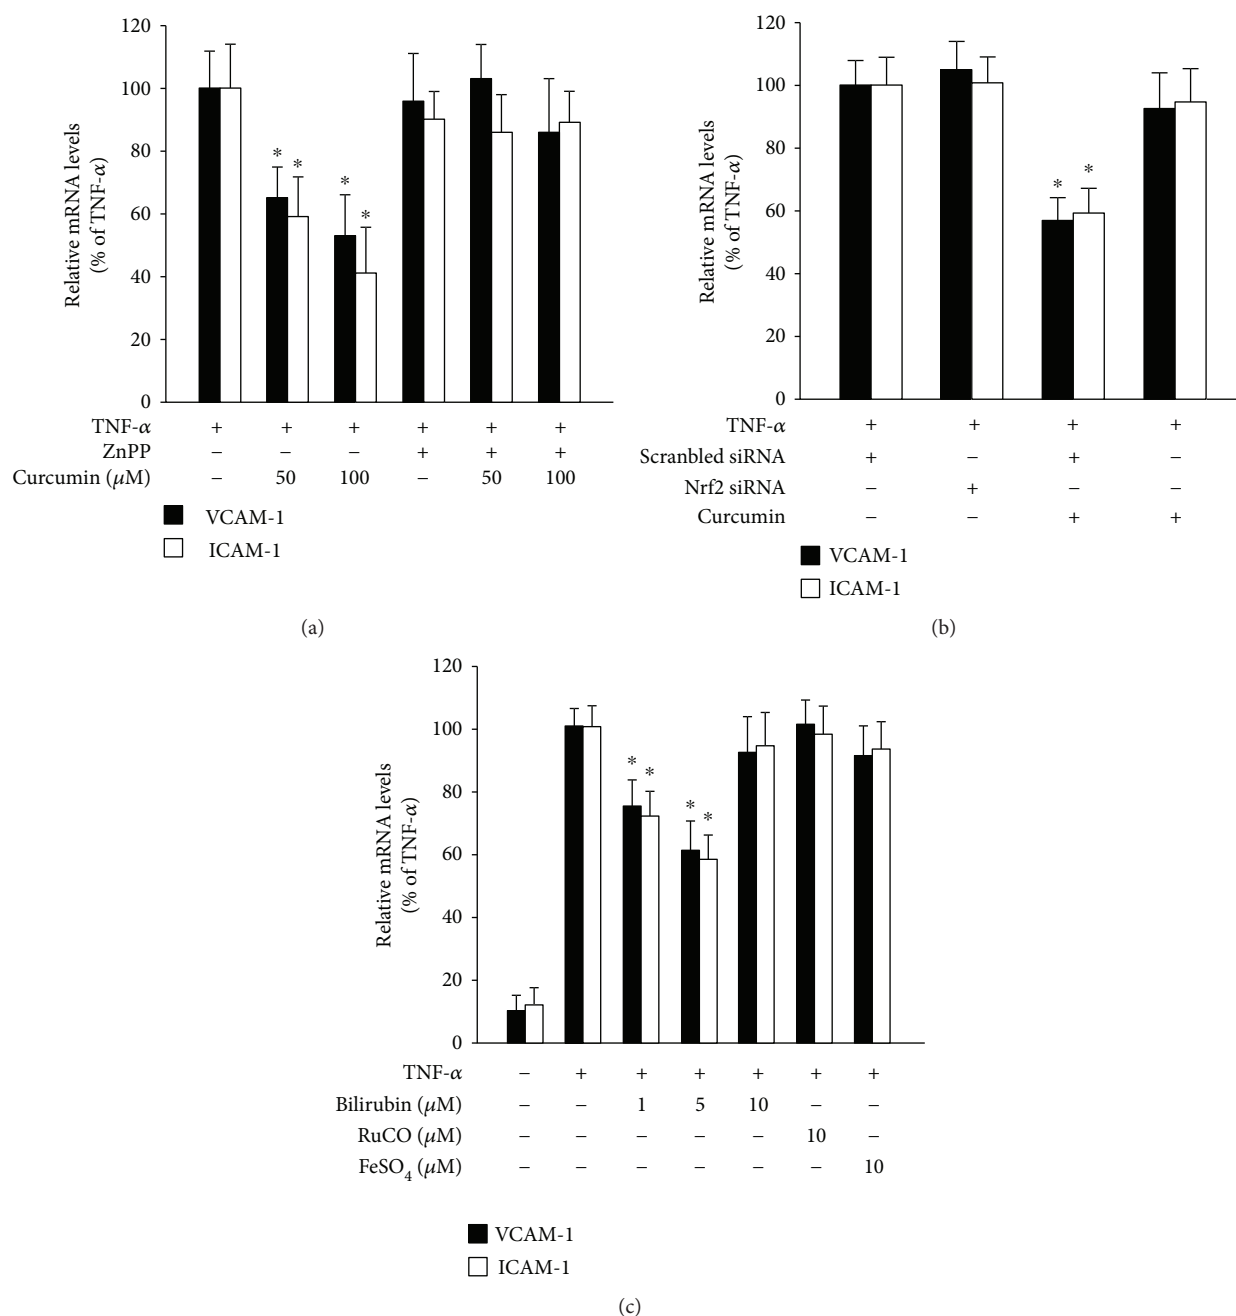 120
100
80
60
40
20
0
Relative mRNA levels
(% of TNF-α)
* * * *
TNF-α + + + + + +
ZnPP – – – + + +
Curcumin (μM) – 50 100 – 50 100
VCAM-1
ICAM-1
(a)
120
100
80
60
40
20
0
Relative mRNA levels
(% of TNF-α)
* *
TNF-α + + + +
Scranbled siRNA + – + –
Nrf2 siRNA – + – –
Curcumin – – + +
VCAM-1
ICAM-1
(b)
120
100
80
60
40
20
0
Relative mRNA levels
(% of TNF-α)
* * * *
TNF-α – + + + + + +
Bilirubin (μM) – – 1 5 10 – –
RuCO (μM) – – – – – 10 –
FeSO4 (μM) – – – – – – 10
VCAM-1
ICAM-1
(c)